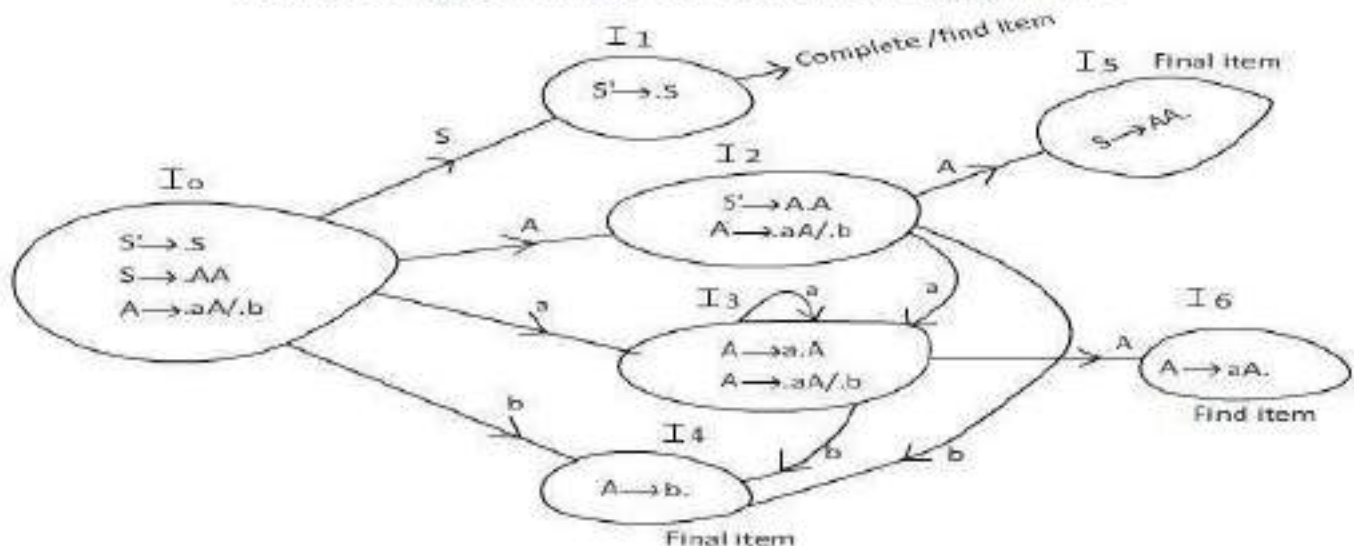 I1
Complete /find item
S'→.S
I5 Final item
S→AA.
S
I2
A
S'→A.A
A→.aA/.b
I0
S'→.S
S→.AA
A→.aA/.b
A
a
I3
a
a
A→a.A
A→.aA/.b
A
I6
A→aA.
Find item
b
I4
b
b
A→b.
Final item